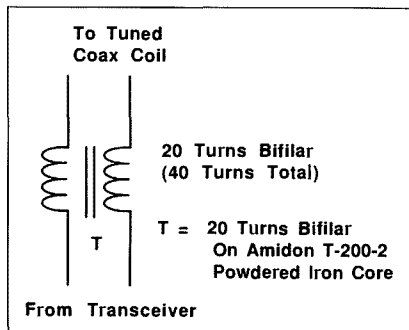 To Tuned
Coax Coil
20 Turns Bifilar
(40 Turns Total)
T
T = 20 Turns Bifilar
On Amidon T-200-2
Powdered Iron Core
From Transceiver